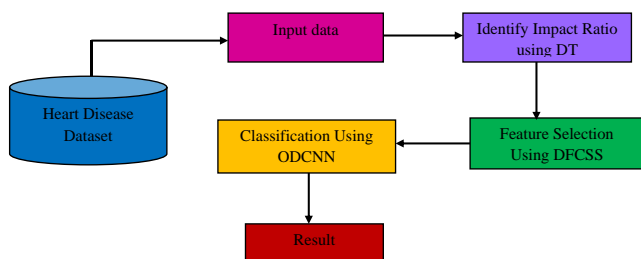 Input data
Identify Impact Ratio
using DT
Heart Disease
Dataset
Classification Using
ODCNN
Feature Selection
Using DFCSS
Result